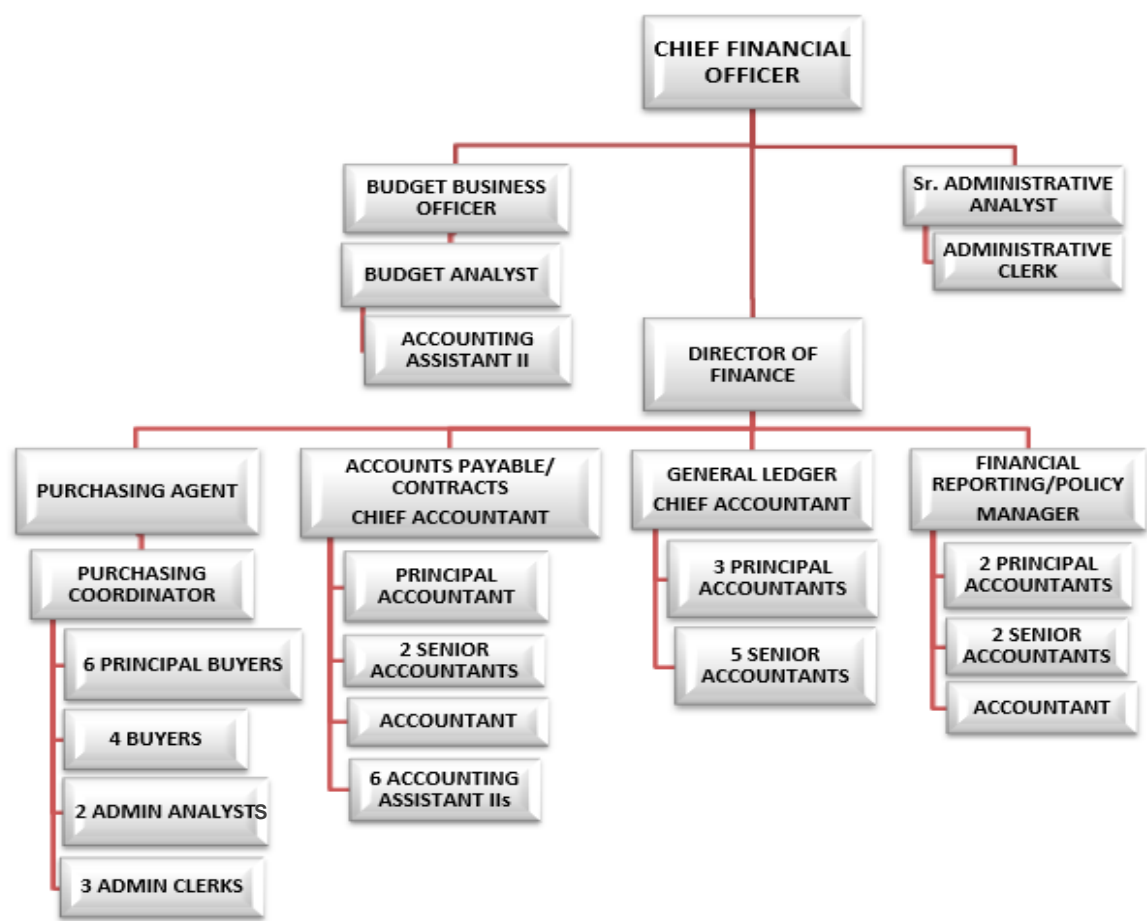 CHIEF FINANCIAL
OFFICER
BUDGET BUSINESS
OFFICER
BUDGET ANALYST
ACCOUNTING
ASSISTANT II
Sr. ADMINISTRATIVE
ANALYST
ADMINISTRATIVE
CLERK
DIRECTOR OF
FINANCE
PURCHASING AGENT
PURCHASING
COORDINATOR
6 PRINCIPAL BUYERS
4 BUYERS
2 ADMIN ANALYSTS
3 ADMIN CLERKS
ACCOUNTS PAYABLE/
CONTRACTS
CHIEF ACCOUNTANT
PRINCIPAL
ACCOUNTANT
2 SENIOR
ACCOUNTANTS
ACCOUNTANT
6 ACCOUNTING
ASSISTANT IIs
GENERAL LEDGER
CHIEF ACCOUNTANT
3 PRINCIPAL
ACCOUNTANTS
5 SENIOR
ACCOUNTANTS
FINANCIAL
REPORTING/POLICY
MANAGER
2 PRINCIPAL
ACCOUNTANTS
2 SENIOR
ACCOUNTANTS
ACCOUNTANT